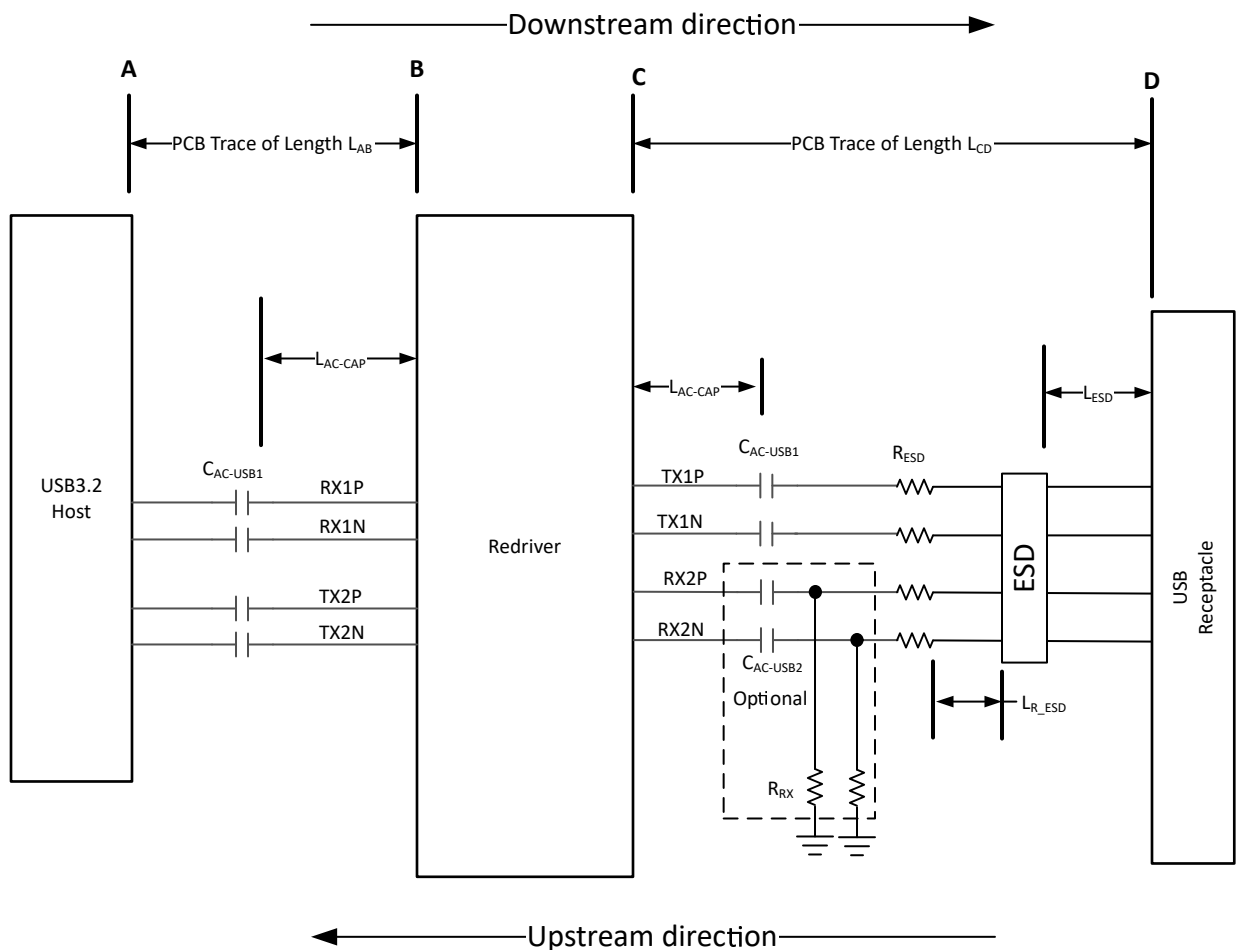 Downstream direction
A
B
C
D
PCB Trace of Length LAB
PCB Trace of Length LCD
LAC-CAP
LAC-CAP
LESD
CAC-USB1
CAC-USB1
RESD
USB3.2
Host
RX1P
RX1N
TX2P
TX2N
Redriver
TX1P
TX1N
RX2P
RX2N
ESD
USB
Receptacle
CAC-USB2
Optional
LR_ESD
RRX
Upstream direction